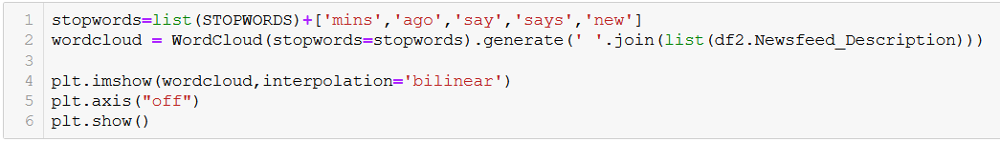 1 stopwords=list(STOPWORDS)+['mins','ago','say','says','new']
2 wordcloud = WordCloud(stopwords=stopwords).generate(' '.join(list(df2.Newsfeed_Description)))
3
4 plt.imshow(wordcloud,interpolation='bilinear')
5 plt.axis("off")
6 plt.show()